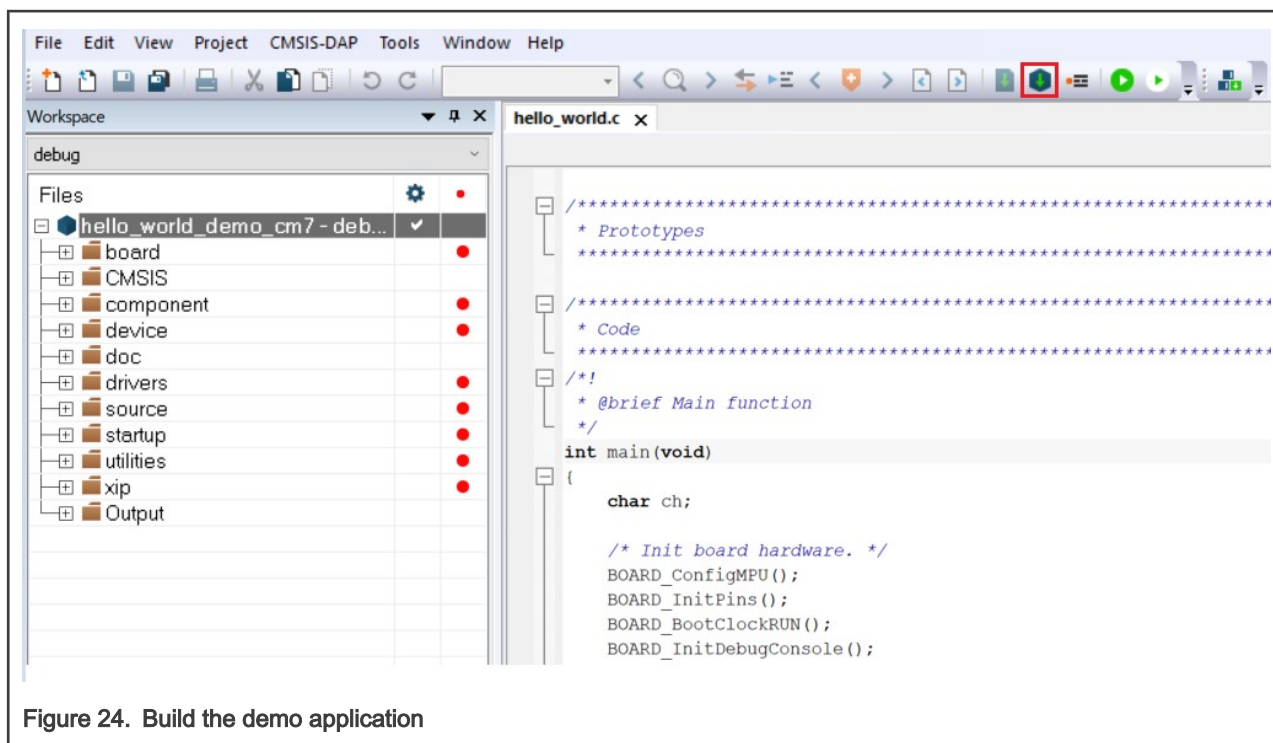 File Edit View Project CMSIS-DAP Tools Window Help
Workspace
hello_world.c
debug
Files
hello_world_demo_cm7 - deb...
board
CMSIS
component
device
doc
drivers
source
startup
utilities
xip
Output
/******************************************************************
* Prototypes
******************************************************************
/******************************************************************
* Code
******************************************************************
/*!
* @brief Main function
*/
int main(void)
{
char ch;
/* Init board hardware. */
BOARD_ConfigMPU();
BOARD_InitPins();
BOARD_BootClockRUN();
BOARD_InitDebugConsole();
Figure 24. Build the demo application